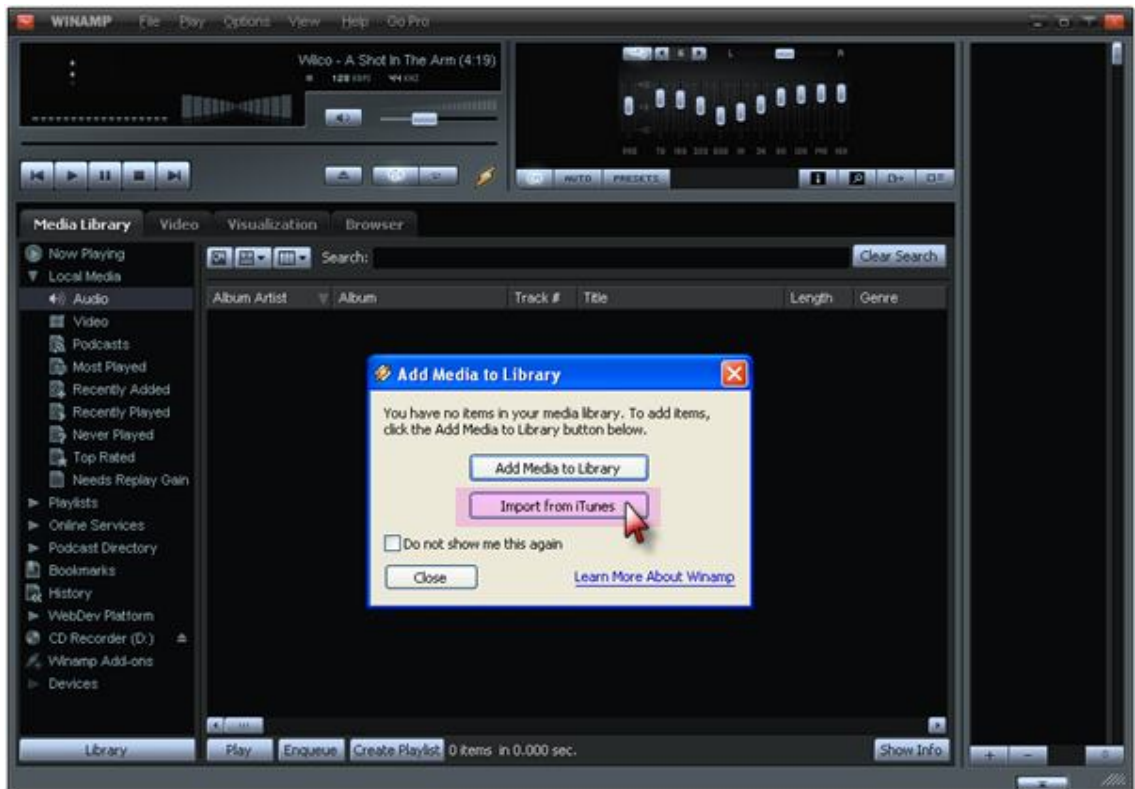 WINAMP File Play Options View Help Go Pro
Wilco - A Shot In The Arm (4:19)
128 KBPS 44 KHZ
L R
AUTO PRESETS
Media Library Video Visualization Browser
Now Playing
Search:
Clear Search
Local Media
Audio
Album Artist Album Track # Title Length Genre
Video
Podcasts
Most Played
Recently Added
Recently Played
Never Played
Top Rated
Needs Replay Gain
Playlists
Online Services
Podcast Directory
Bookmarks
History
WebDev Platform
CD Recorder (D:)
Winamp Add-ons
Devices
Add Media to Library
You have no items in your media library. To add items,
click the Add Media to Library button below.
Add Media to Library
Import from iTunes
Do not show me this again
Close
Learn More About Winamp
Library
Play Enqueue Create Playlist 0 items in 0.000 sec.
Show Info